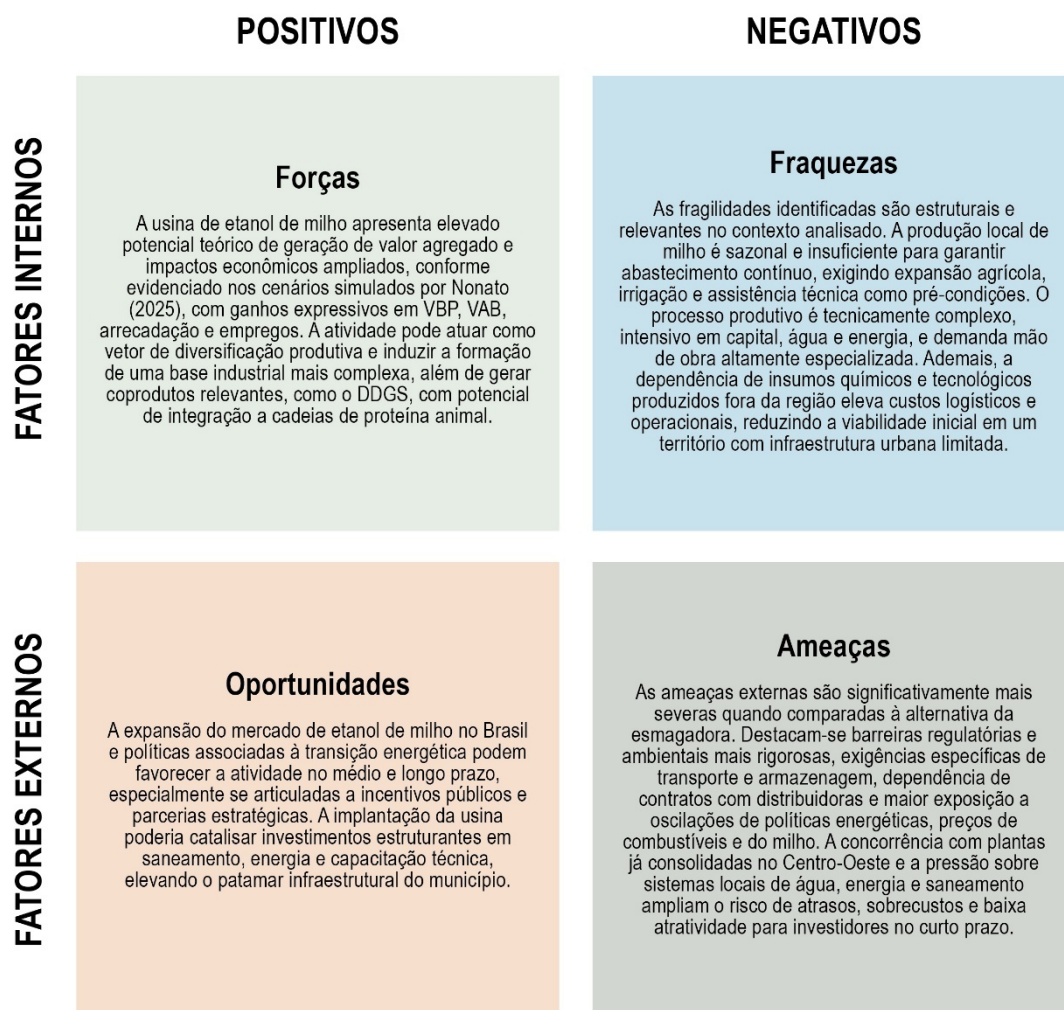 POSITIVOS
NEGATIVOS
FATORES INTERNOS
Forças
A usina de etanol de milho apresenta elevado
potencial teórico de geração de valor agregado e
impactos econômicos ampliados, conforme
evidenciado nos cenários simulados por Nonato
(2025), com ganhos expressivos em VBP, VAB,
arrecadação e empregos. A atividade pode atuar como
vetor de diversificação produtiva e induzir a formação
de uma base industrial mais complexa, além de gerar
coprodutos relevantes, como o DDGS, com potencial
de integração a cadeias de proteína animal.
Fraquezas
As fragilidades identificadas são estruturais e
relevantes no contexto analisado. A produção local de
milho é sazonal e insuficiente para garantir
abastecimento contínuo, exigindo expansão agrícola,
irrigação e assistência técnica como pré-condições. O
processo produtivo é tecnicamente complexo,
intensivo em capital, água e energia, e demanda mão
de obra altamente especializada. Ademais, a
dependência de insumos químicos e tecnológicos
produzidos fora da região eleva custos logísticos e
operacionais, reduzindo a viabilidade inicial em um
território com infraestrutura urbana limitada.
FATORES EXTERNOS
Oportunidades
A expansão do mercado de etanol de milho no Brasil
e políticas associadas à transição energética podem
favorecer a atividade no médio e longo prazo,
especialmente se articuladas a incentivos públicos e
parcerias estratégicas. A implantação da usina
poderia catalisar investimentos estruturantes em
saneamento, energia e capacitação técnica,
elevando o patamar infraestrutural do município.
Ameaças
As ameaças externas são significativamente mais
severas quando comparadas à alternativa da
esmagadora. Destacam-se barreiras regulatórias e
ambientais mais rigorosas, exigências específicas de
transporte e armazenagem, dependência de
contratos com distribuidoras e maior exposição a
oscilações de políticas energéticas, preços de
combustíveis e do milho. A concorrência com plantas
já consolidadas no Centro-Oeste e a pressão sobre
sistemas locais de água, energia e saneamento
ampliam o risco de atrasos, sobrecustos e baixa
atratividade para investidores no curto prazo.